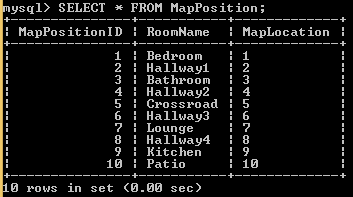 mysql> SELECT * FROM MapPosition;
+---------------+-----------+-------------+
| MapPositionID | RoomName  | MapLocation |
+---------------+-----------+-------------+
|             1 | Bedroom   | 1           |
|             2 | Hallway1  | 2           |
|             3 | Bathroom  | 3           |
|             4 | Hallway2  | 4           |
|             5 | Crossroad | 5           |
|             6 | Hallway3  | 6           |
|             7 | Lounge    | 7           |
|             8 | Hallway4  | 8           |
|             9 | Kitchen   | 9           |
|            10 | Patio     | 10          |
+---------------+-----------+-------------+
10 rows in set (0.00 sec)